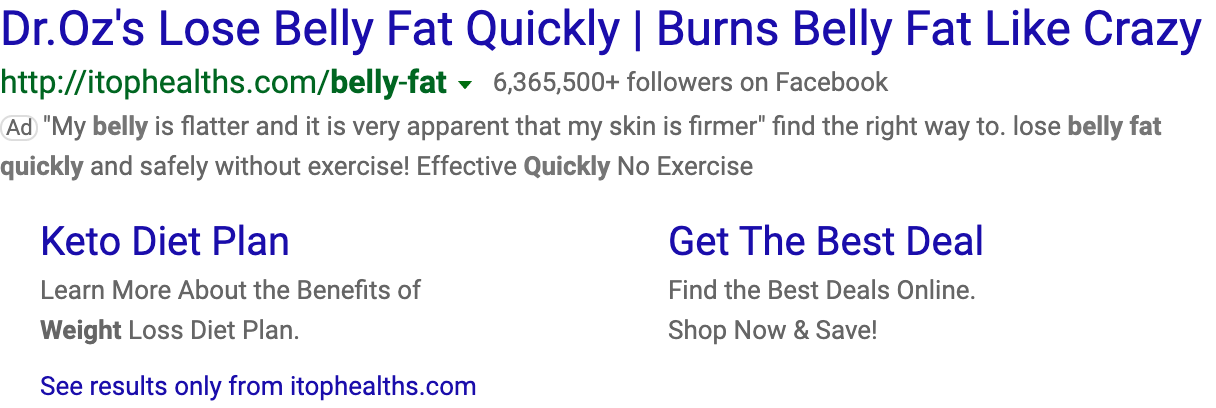 Dr.Oz's Lose Belly Fat Quickly | Burns Belly Fat Like Crazy
http://itophealths.com/belly-fat ▾ 6,365,500+ followers on Facebook
Ad "My belly is flatter and it is very apparent that my skin is firmer" find the right way to. lose belly fat
quickly and safely without exercise! Effective Quickly No Exercise
Keto Diet Plan
Learn More About the Benefits of
Weight Loss Diet Plan.
Get The Best Deal
Find the Best Deals Online.
Shop Now & Save!
See results only from itophealths.com